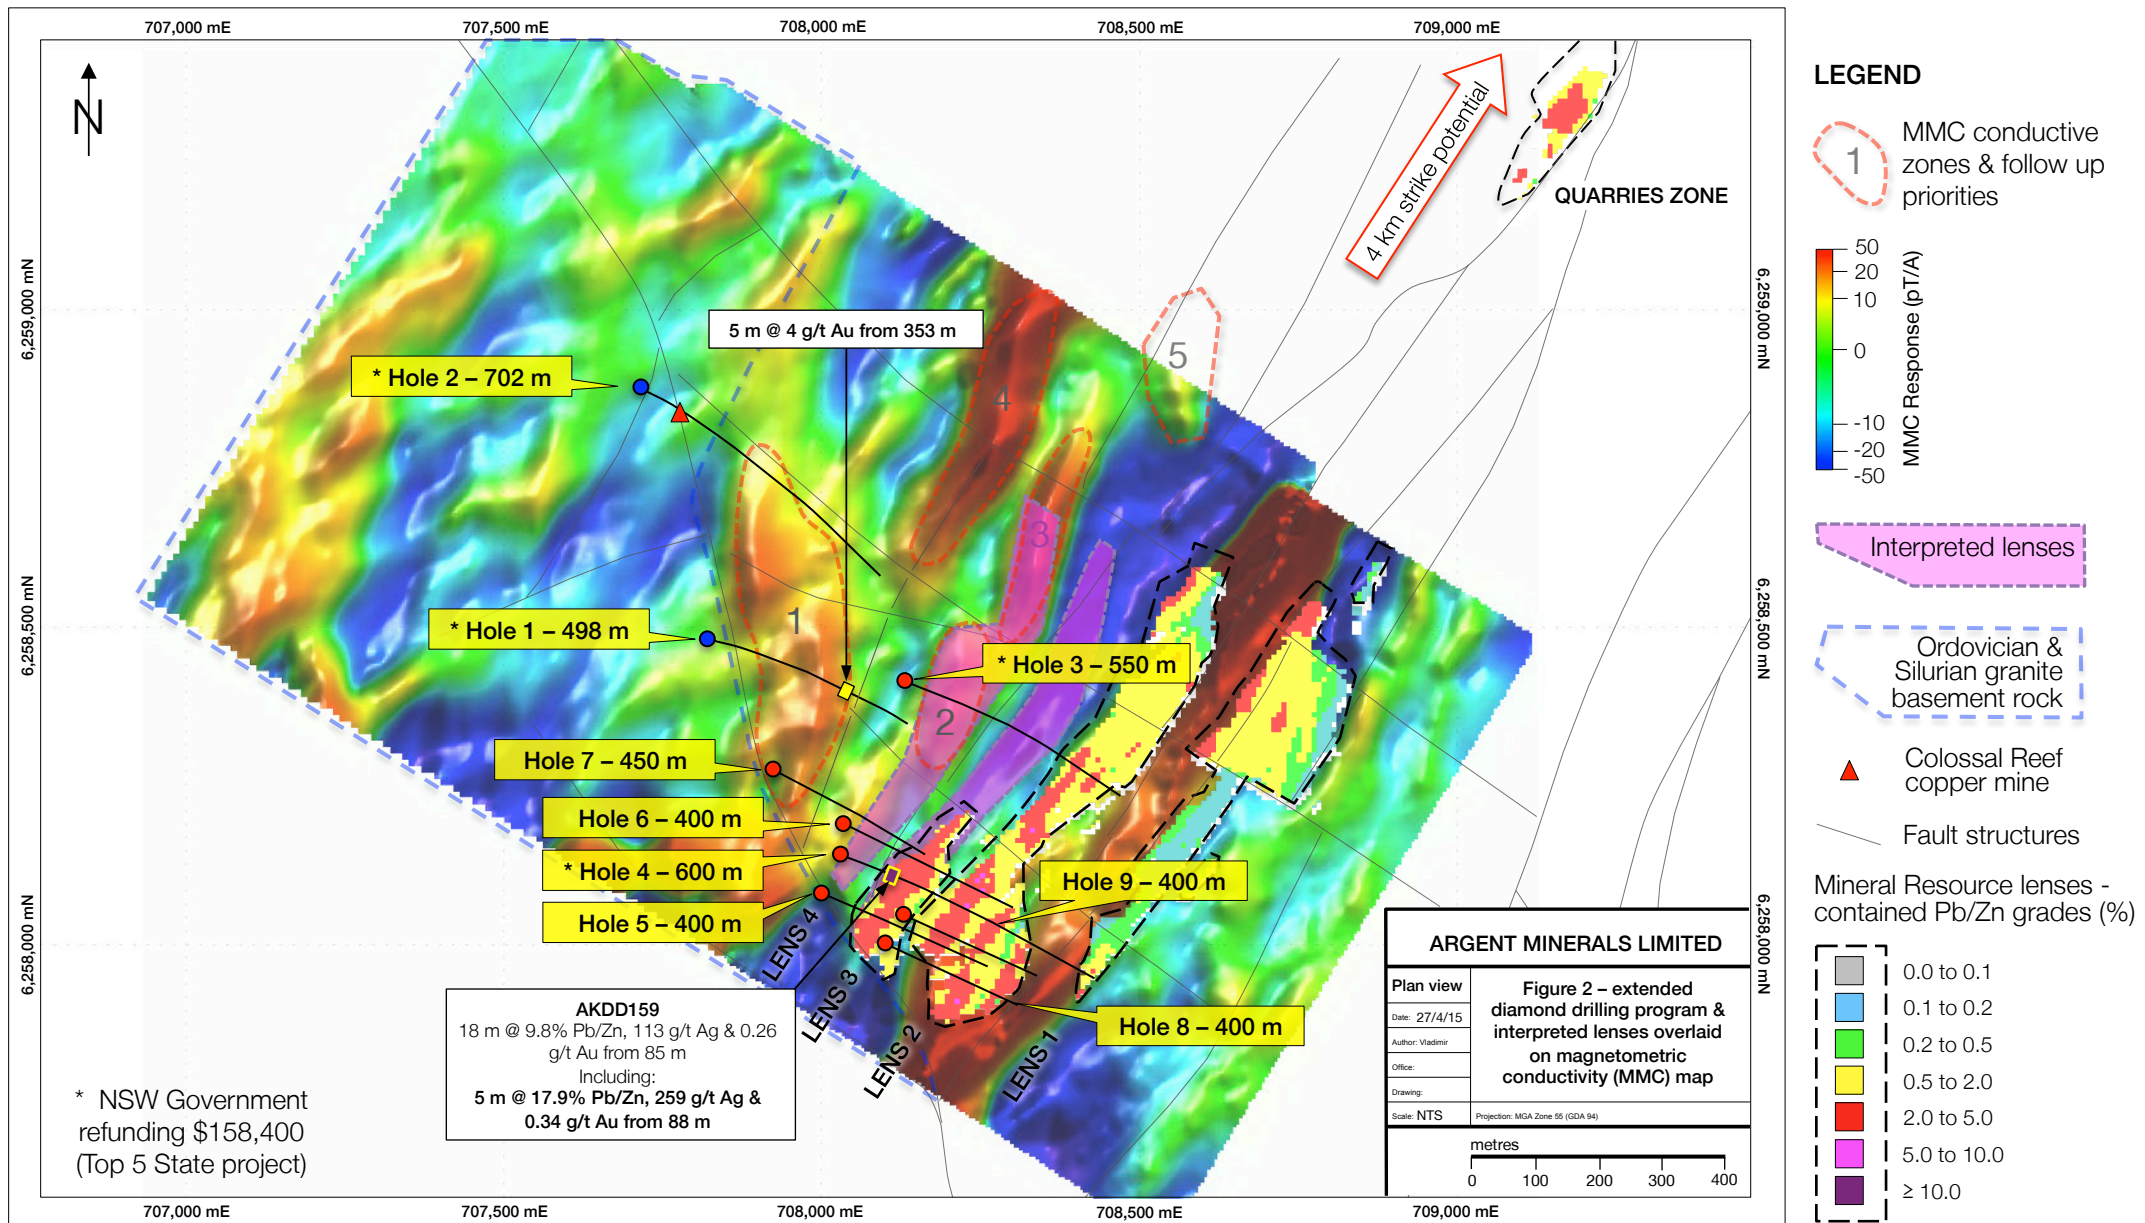 707,000 mE
707,500 mE
708,000 mE
708,500 mE
709,000 mE
N
6,259,000 mN
6,258,500 mN
6,258,000 mN
6,259,000 mN
6,258,500 mN
6,258,000 mN
4 km strike potential
QUARRIES ZONE
5 m @ 4 g/t Au from 353 m
* Hole 2 – 702 m
* Hole 1 – 498 m
* Hole 3 – 550 m
Hole 7 – 450 m
Hole 6 – 400 m
* Hole 4 – 600 m
Hole 5 – 400 m
Hole 9 – 400 m
Hole 8 – 400 m
1
2
3
4
5
LENS 4
LENS 3
LENS 2
LENS 1
AKDD159
18 m @ 9.8% Pb/Zn, 113 g/t Ag & 0.26
g/t Au from 85 m
Including:
5 m @ 17.9% Pb/Zn, 259 g/t Ag &
0.34 g/t Au from 88 m
* NSW Government
refunding $158,400
(Top 5 State project)
ARGENT MINERALS LIMITED
Plan view
Date: 27/4/15
Author: Vladimir
Office:
Drawing:
Scale: NTS
Figure 2 – extended
diamond drilling program &
interpreted lenses overlaid
on magnetometric
conductivity (MMC) map
Projection: MGA Zone 55 (GDA 94)
metres
0 100 200 300 400
707,000 mE
707,500 mE
708,000 mE
708,500 mE
709,000 mE
LEGEND
1
MMC conductive
zones & follow up
priorities
50
20
10
0
-10
-20
-50
MMC Response (pT/A)
Interpreted lenses
Ordovician &
Silurian granite
basement rock
Colossal Reef
copper mine
Fault structures
Mineral Resource lenses -
contained Pb/Zn grades (%)
0.0 to 0.1
0.1 to 0.2
0.2 to 0.5
0.5 to 2.0
2.0 to 5.0
5.0 to 10.0
≥ 10.0